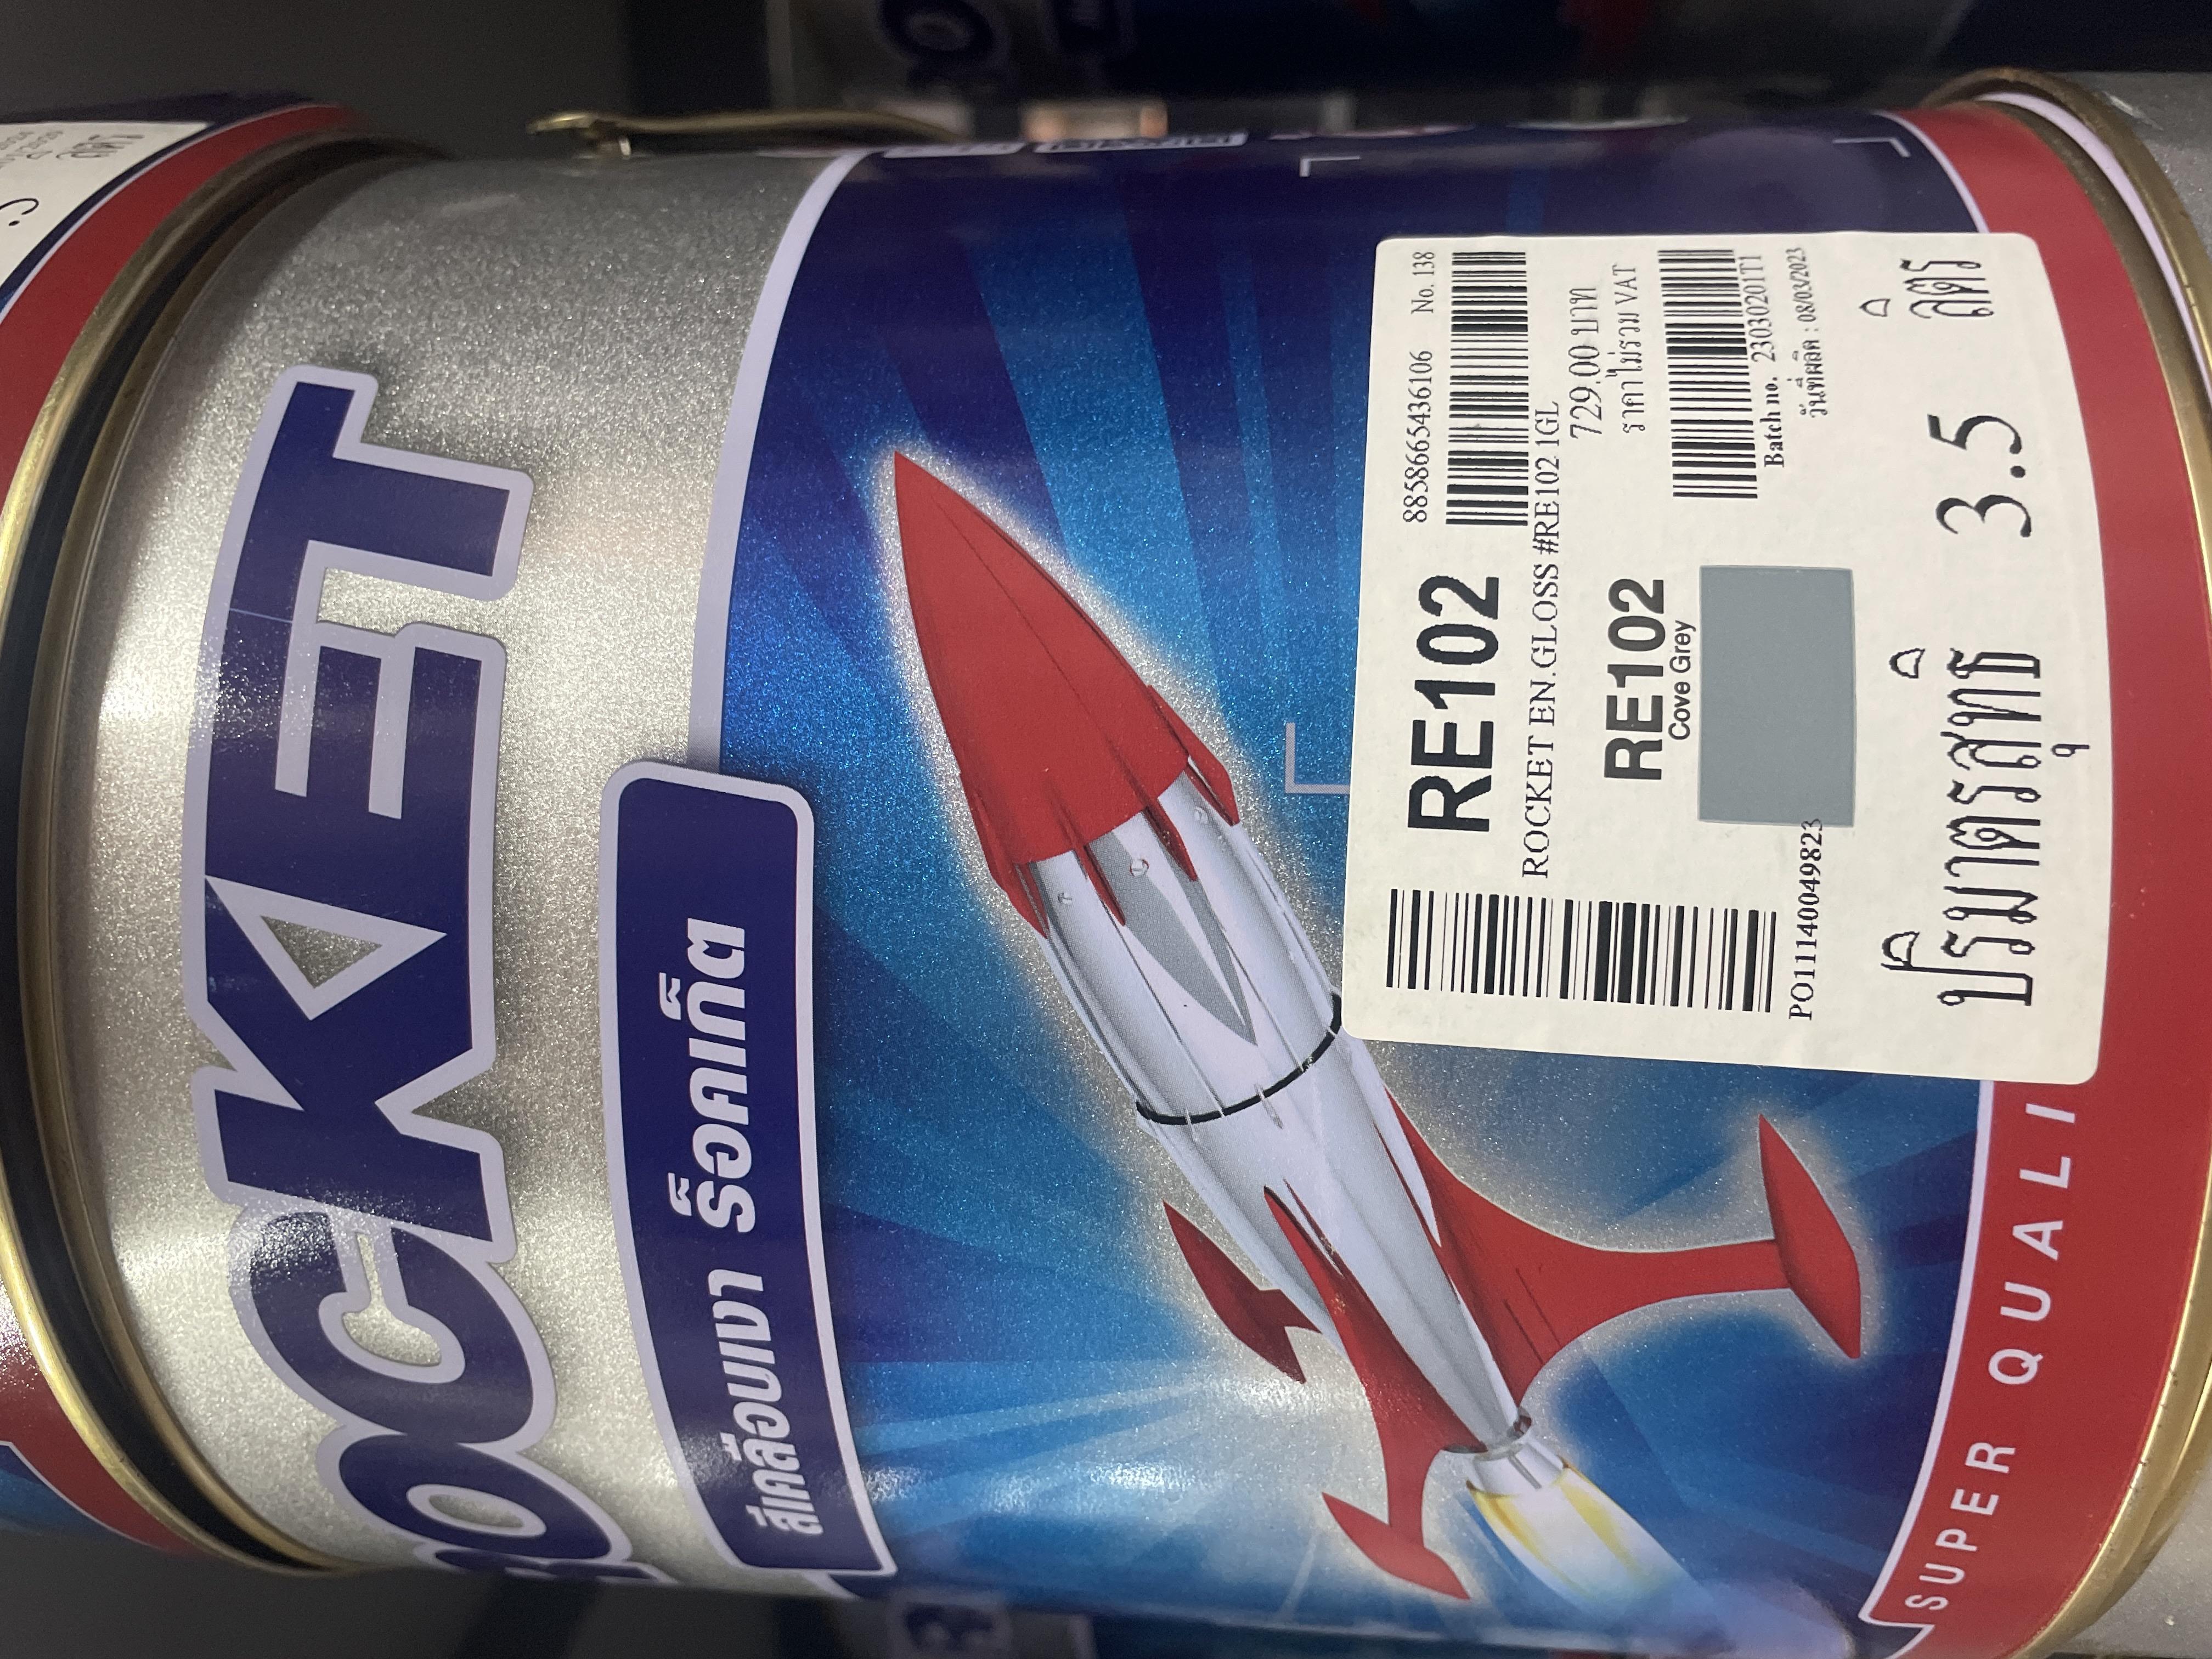 ROCKET
สีเคลือบเงา ร็อคเก็ต
RE102
8858665436106 No. 138
ROCKET EN.GLOSS #RE102 1GL
729.00 บาท
ราคาไม่รวม VAT
RE102
Cove Grey
Batch no. 23030201T1
วันที่ผลิต : 08/03/2023
PO111400049823
ปริมาตรสุทธิ 3.5 ลิตร
SUPER QUALI